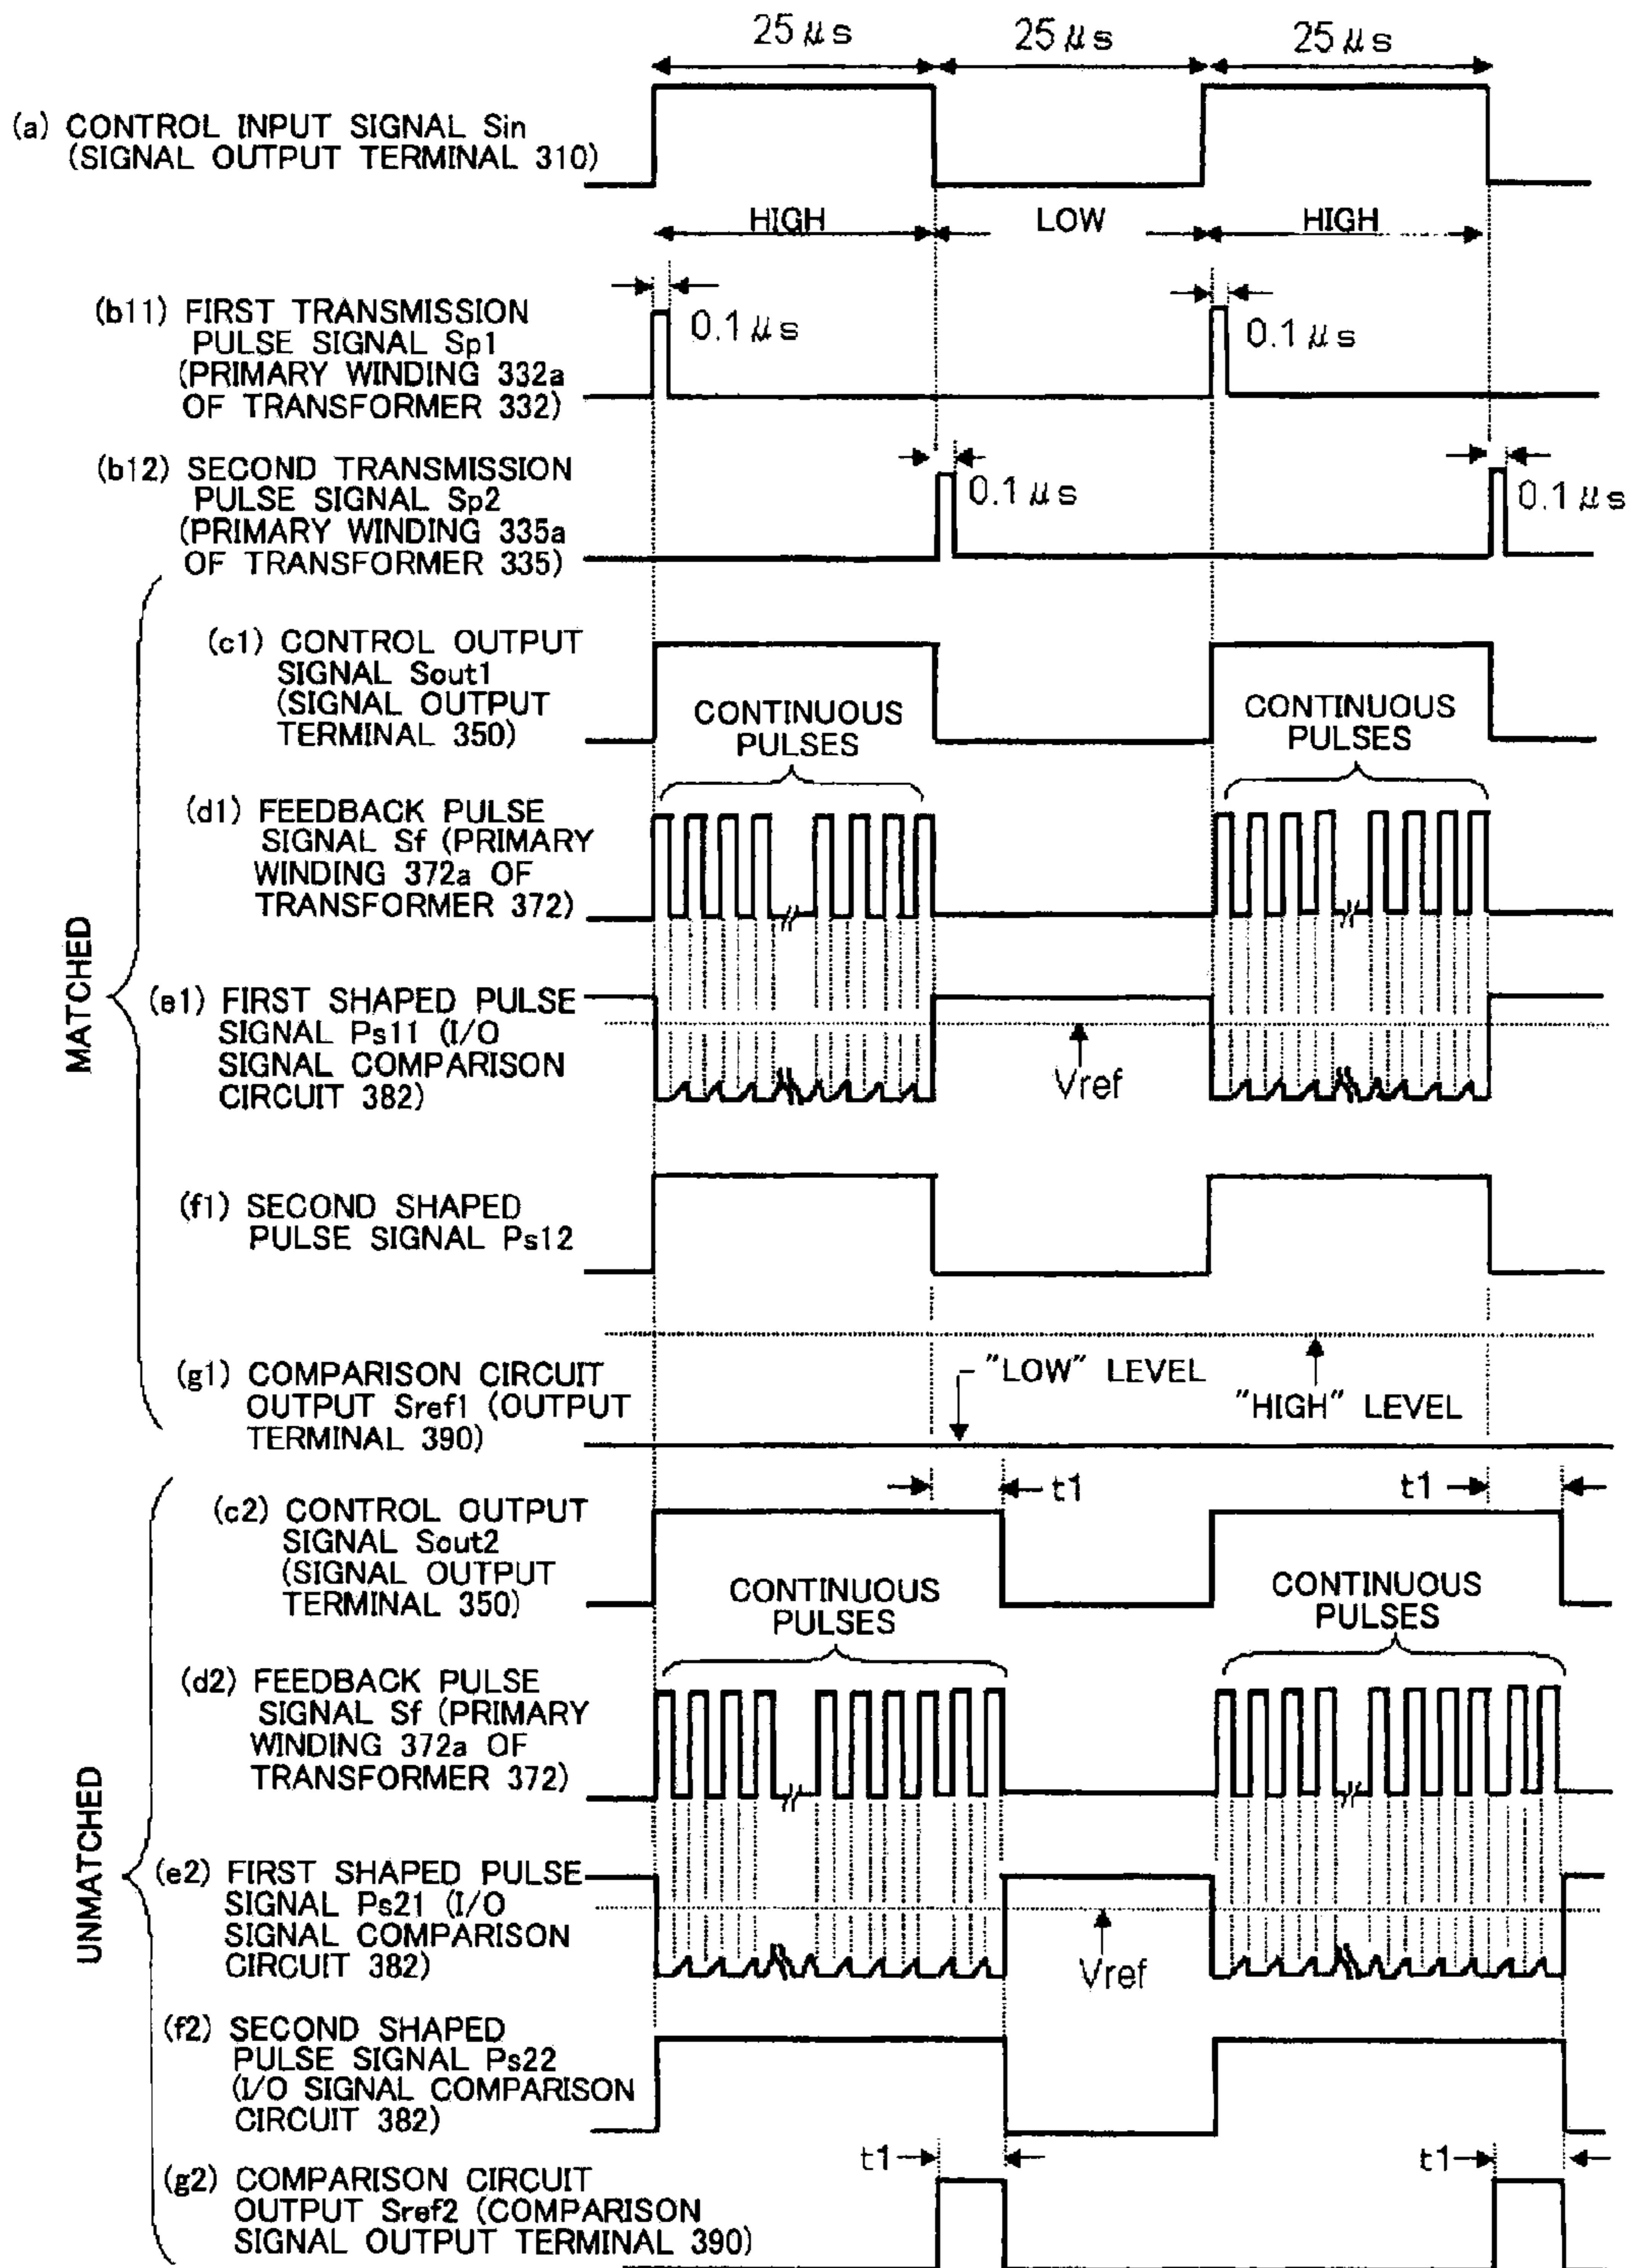 25μs 25μs 25μs
(a) CONTROL INPUT SIGNAL Sin
(SIGNAL OUTPUT TERMINAL 310)
HIGH LOW HIGH
(b11) FIRST TRANSMISSION
PULSE SIGNAL Sp1
(PRIMARY WINDING 332a
OF TRANSFORMER 332)
0.1μs 0.1μs
(b12) SECOND TRANSMISSION
PULSE SIGNAL Sp2
(PRIMARY WINDING 335a
OF TRANSFORMER 335)
0.1μs 0.1μs
MATCHED
(c1) CONTROL OUTPUT
SIGNAL Sout1
(SIGNAL OUTPUT
TERMINAL 350)
CONTINUOUS
PULSES
CONTINUOUS
PULSES
(d1) FEEDBACK PULSE
SIGNAL Sf (PRIMARY
WINDING 372a OF
TRANSFORMER 372)
(e1) FIRST SHAPED PULSE
SIGNAL Ps11 (I/O
SIGNAL COMPARISON
CIRCUIT 382)
Vref
(f1) SECOND SHAPED
PULSE SIGNAL Ps12
(g1) COMPARISON CIRCUIT
OUTPUT Sref1 (OUTPUT
TERMINAL 390)
"LOW" LEVEL
"HIGH" LEVEL
UNMATCHED
t1 t1
(c2) CONTROL OUTPUT
SIGNAL Sout2
(SIGNAL OUTPUT
TERMINAL 350)
CONTINUOUS
PULSES
CONTINUOUS
PULSES
(d2) FEEDBACK PULSE
SIGNAL Sf (PRIMARY
WINDING 372a OF
TRANSFORMER 372)
(e2) FIRST SHAPED PULSE
SIGNAL Ps21 (I/O
SIGNAL COMPARISON
CIRCUIT 382)
Vref
(f2) SECOND SHAPED
PULSE SIGNAL Ps22
(I/O SIGNAL COMPARISON
CIRCUIT 382)
t1 t1
(g2) COMPARISON CIRCUIT
OUTPUT Sref2 (COMPARISON
SIGNAL OUTPUT TERMINAL 390)